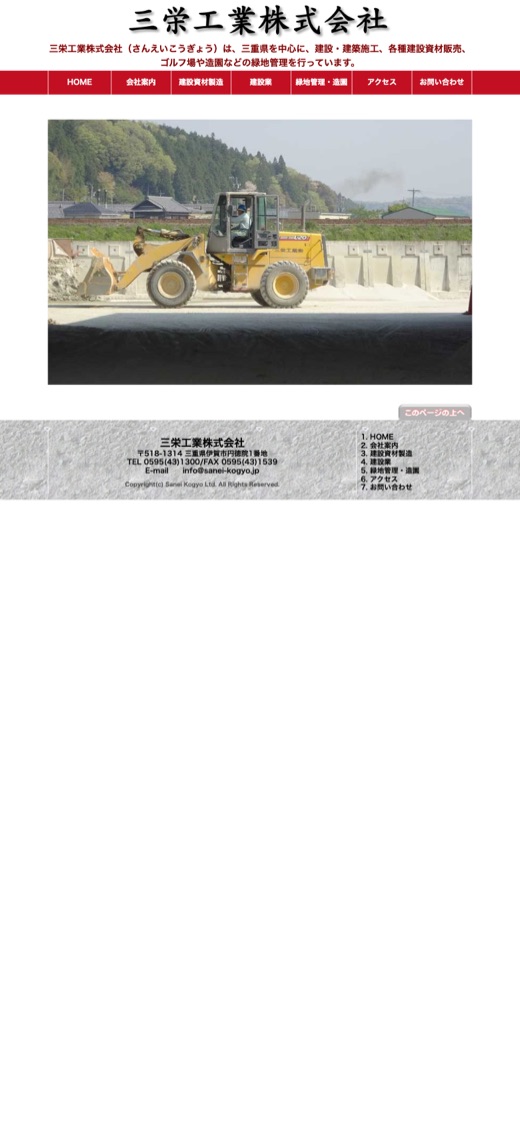 三栄工業株式会社
三栄工業株式会社（さんえいこうぎょう）は、三重県を中心に、建設・建築施工、各種建設資材販売、
ゴルフ場や造園などの緑地管理を行っています。
HOME 会社案内 建設資材製造 建設業 緑地管理・造園 アクセス お問い合わせ
このページの上へ
三栄工業株式会社
〒518-1314 三重県伊賀市円徳院1番地
TEL 0595(43)1300/FAX 0595(43)1539
E-mail info@sanei-kogyo.jp
Copyright(c) Sanei Kogyo Ltd. All Rights Reserved.
1. HOME
2. 会社案内
3. 建設資材製造
4. 建設業
5. 緑地管理・造園
6. アクセス
7. お問い合わせ